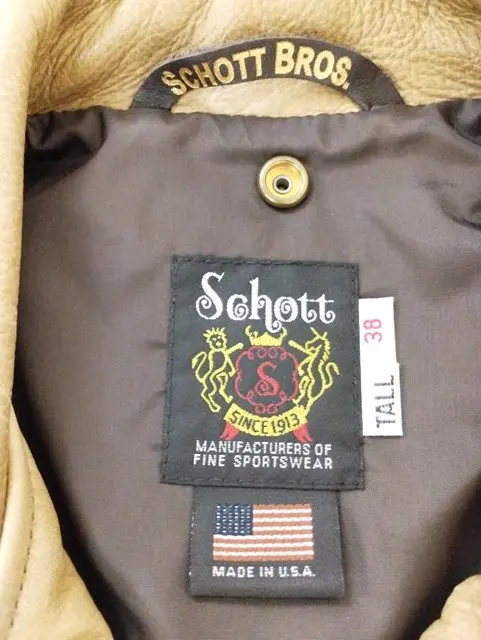 SCHOTT BROS.
Schott
S
SINCE 1913
MANUFACTURERS OF
FINE SPORTSWEAR
38
TALL
MADE IN U.S.A.